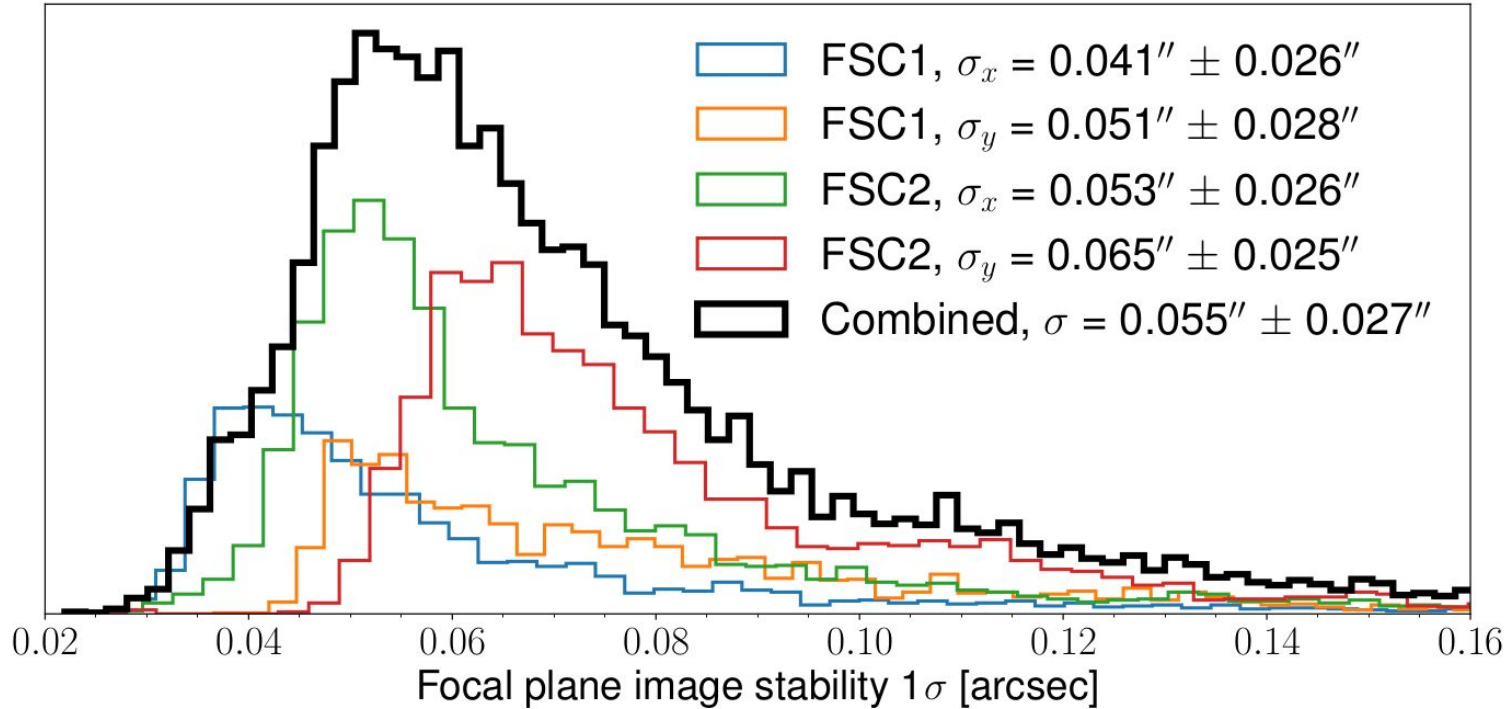 FSC1, σx = 0.041″ ± 0.026″
FSC1, σy = 0.051″ ± 0.028″
FSC2, σx = 0.053″ ± 0.026″
FSC2, σy = 0.065″ ± 0.025″
Combined, σ = 0.055″ ± 0.027″
0.02 0.04 0.06 0.08 0.10 0.12 0.14 0.16
Focal plane image stability 1σ [arcsec]